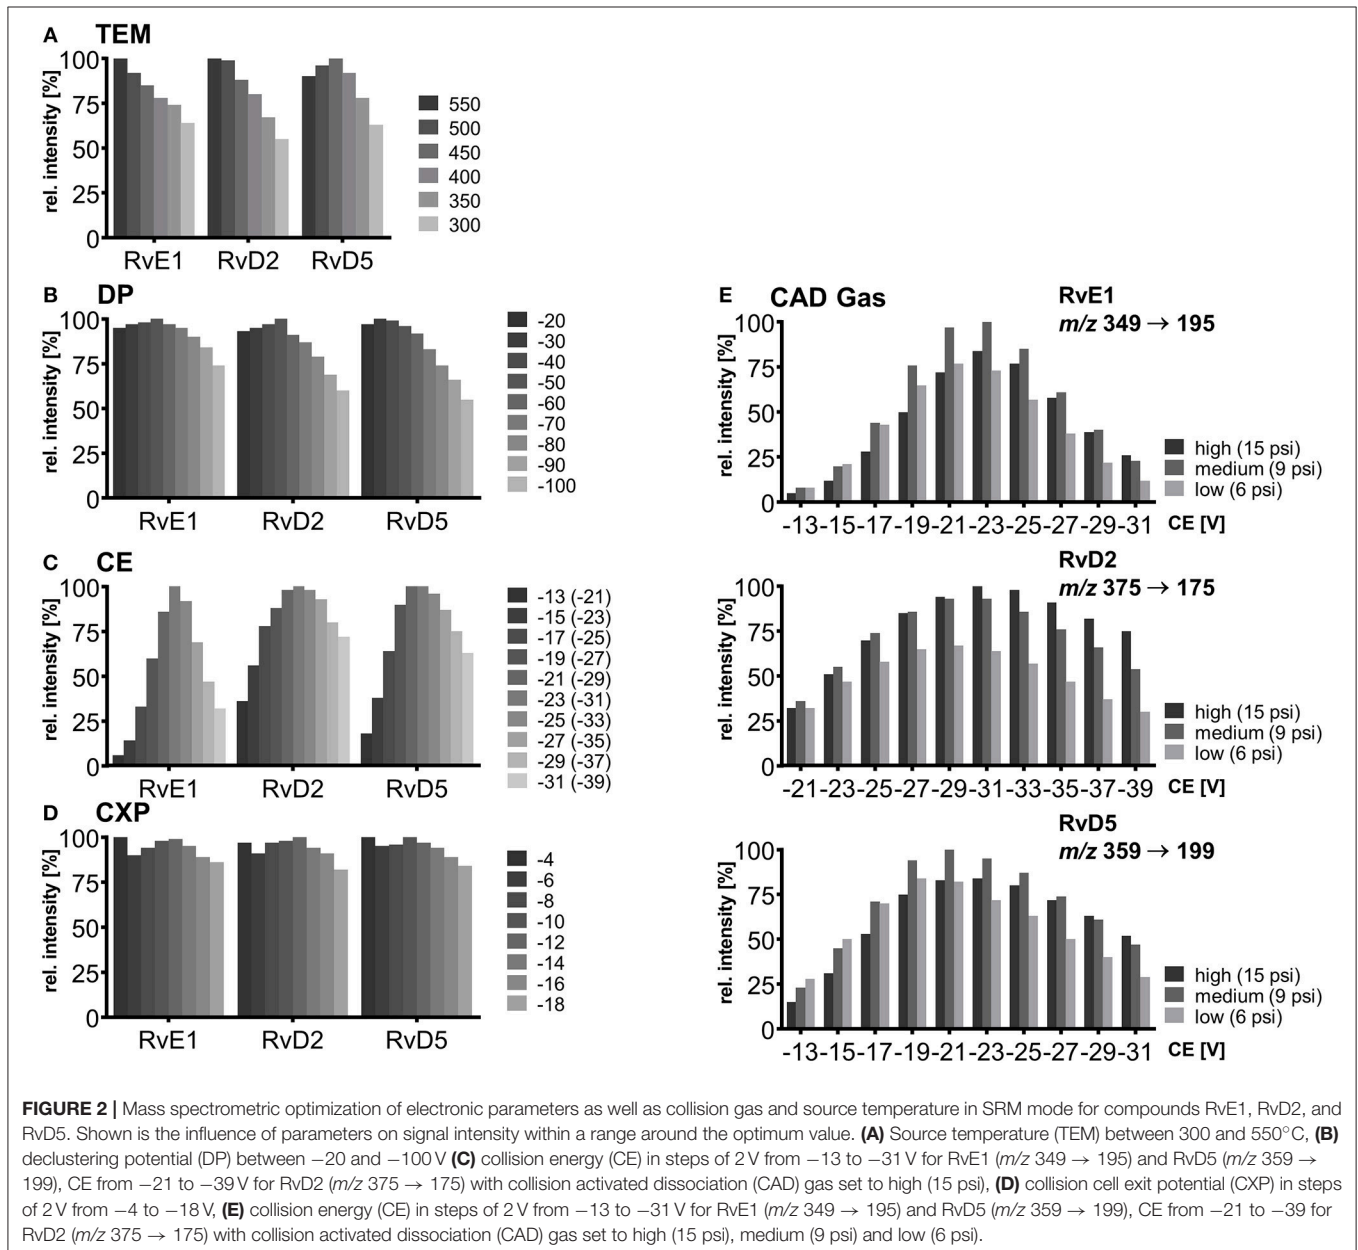 A TEM
rel. intensity [%]
100
75
50
25
0
RvE1 RvD2 RvD5
550
500
450
400
350
300
B DP
rel. intensity [%]
100
75
50
25
0
RvE1 RvD2 RvD5
-20
-30
-40
-50
-60
-70
-80
-90
-100
C CE
rel. intensity [%]
100
75
50
25
0
RvE1 RvD2 RvD5
-13 (-21)
-15 (-23)
-17 (-25)
-19 (-27)
-21 (-29)
-23 (-31)
-25 (-33)
-27 (-35)
-29 (-37)
-31 (-39)
D CXP
rel. intensity [%]
100
75
50
25
0
RvE1 RvD2 RvD5
-4
-6
-8
-10
-12
-14
-16
-18
E CAD Gas
RvE1
m/z 349 → 195
rel. intensity [%]
100
75
50
25
0
high (15 psi)
medium (9 psi)
low (6 psi)
-13 -15 -17 -19 -21 -23 -25 -27 -29 -31 CE [V]
RvD2
m/z 375 → 175
rel. intensity [%]
100
75
50
25
0
high (15 psi)
medium (9 psi)
low (6 psi)
-21 -23 -25 -27 -29 -31 -33 -35 -37 -39 CE [V]
RvD5
m/z 359 → 199
rel. intensity [%]
100
75
50
25
0
high (15 psi)
medium (9 psi)
low (6 psi)
-13 -15 -17 -19 -21 -23 -25 -27 -29 -31 CE [V]
FIGURE 2 | Mass spectrometric optimization of electronic parameters as well as collision gas and source temperature in SRM mode for compounds RvE1, RvD2, and
RvD5. Shown is the influence of parameters on signal intensity within a range around the optimum value. (A) Source temperature (TEM) between 300 and 550°C, (B)
declustering potential (DP) between −20 and −100 V (C) collision energy (CE) in steps of 2 V from −13 to −31 V for RvE1 (m/z 349 → 195) and RvD5 (m/z 359 →
199), CE from −21 to −39 V for RvD2 (m/z 375 → 175) with collision activated dissociation (CAD) gas set to high (15 psi), (D) collision cell exit potential (CXP) in steps
of 2 V from −4 to −18 V, (E) collision energy (CE) in steps of 2 V from −13 to −31 V for RvE1 (m/z 349 → 195) and RvD5 (m/z 359 → 199), CE from −21 to −39 for
RvD2 (m/z 375 → 175) with collision activated dissociation (CAD) gas set to high (15 psi), medium (9 psi) and low (6 psi).